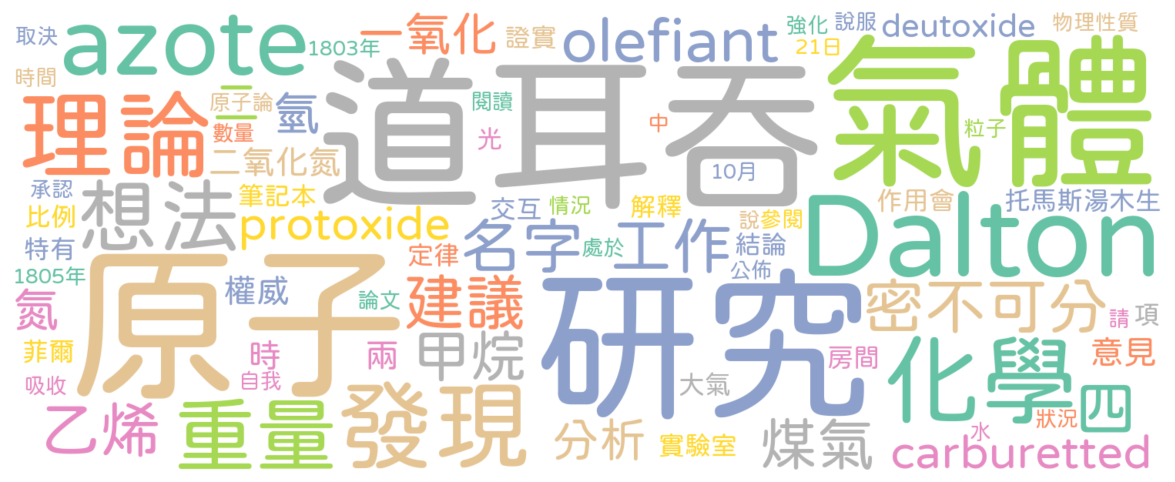 取決
azote
1803年
一氧化
證實
olefiant
強化
說服
deutoxide
物理性質
21日
時間
道耳吞
氣體
理論
原子論
二
氫
數量
閱讀
光
中
粒子
二氧化氮
10月
承認
想法
筆記本
比例
protoxide
特有
交互
情況
解釋
說
參閱
作用會
托馬斯湯木生
名字
處於
工作
結論
公佈
定律
Dalton
1805年
原子
權威
論文
建議
研究
密不可分
氮
請
項
菲爾
時
兩
甲烷
房間
化學
意見
吸收
自我
大氣
四
狀況
乙烯
重量
發現
分析
實驗室
煤氣
水
carburetted